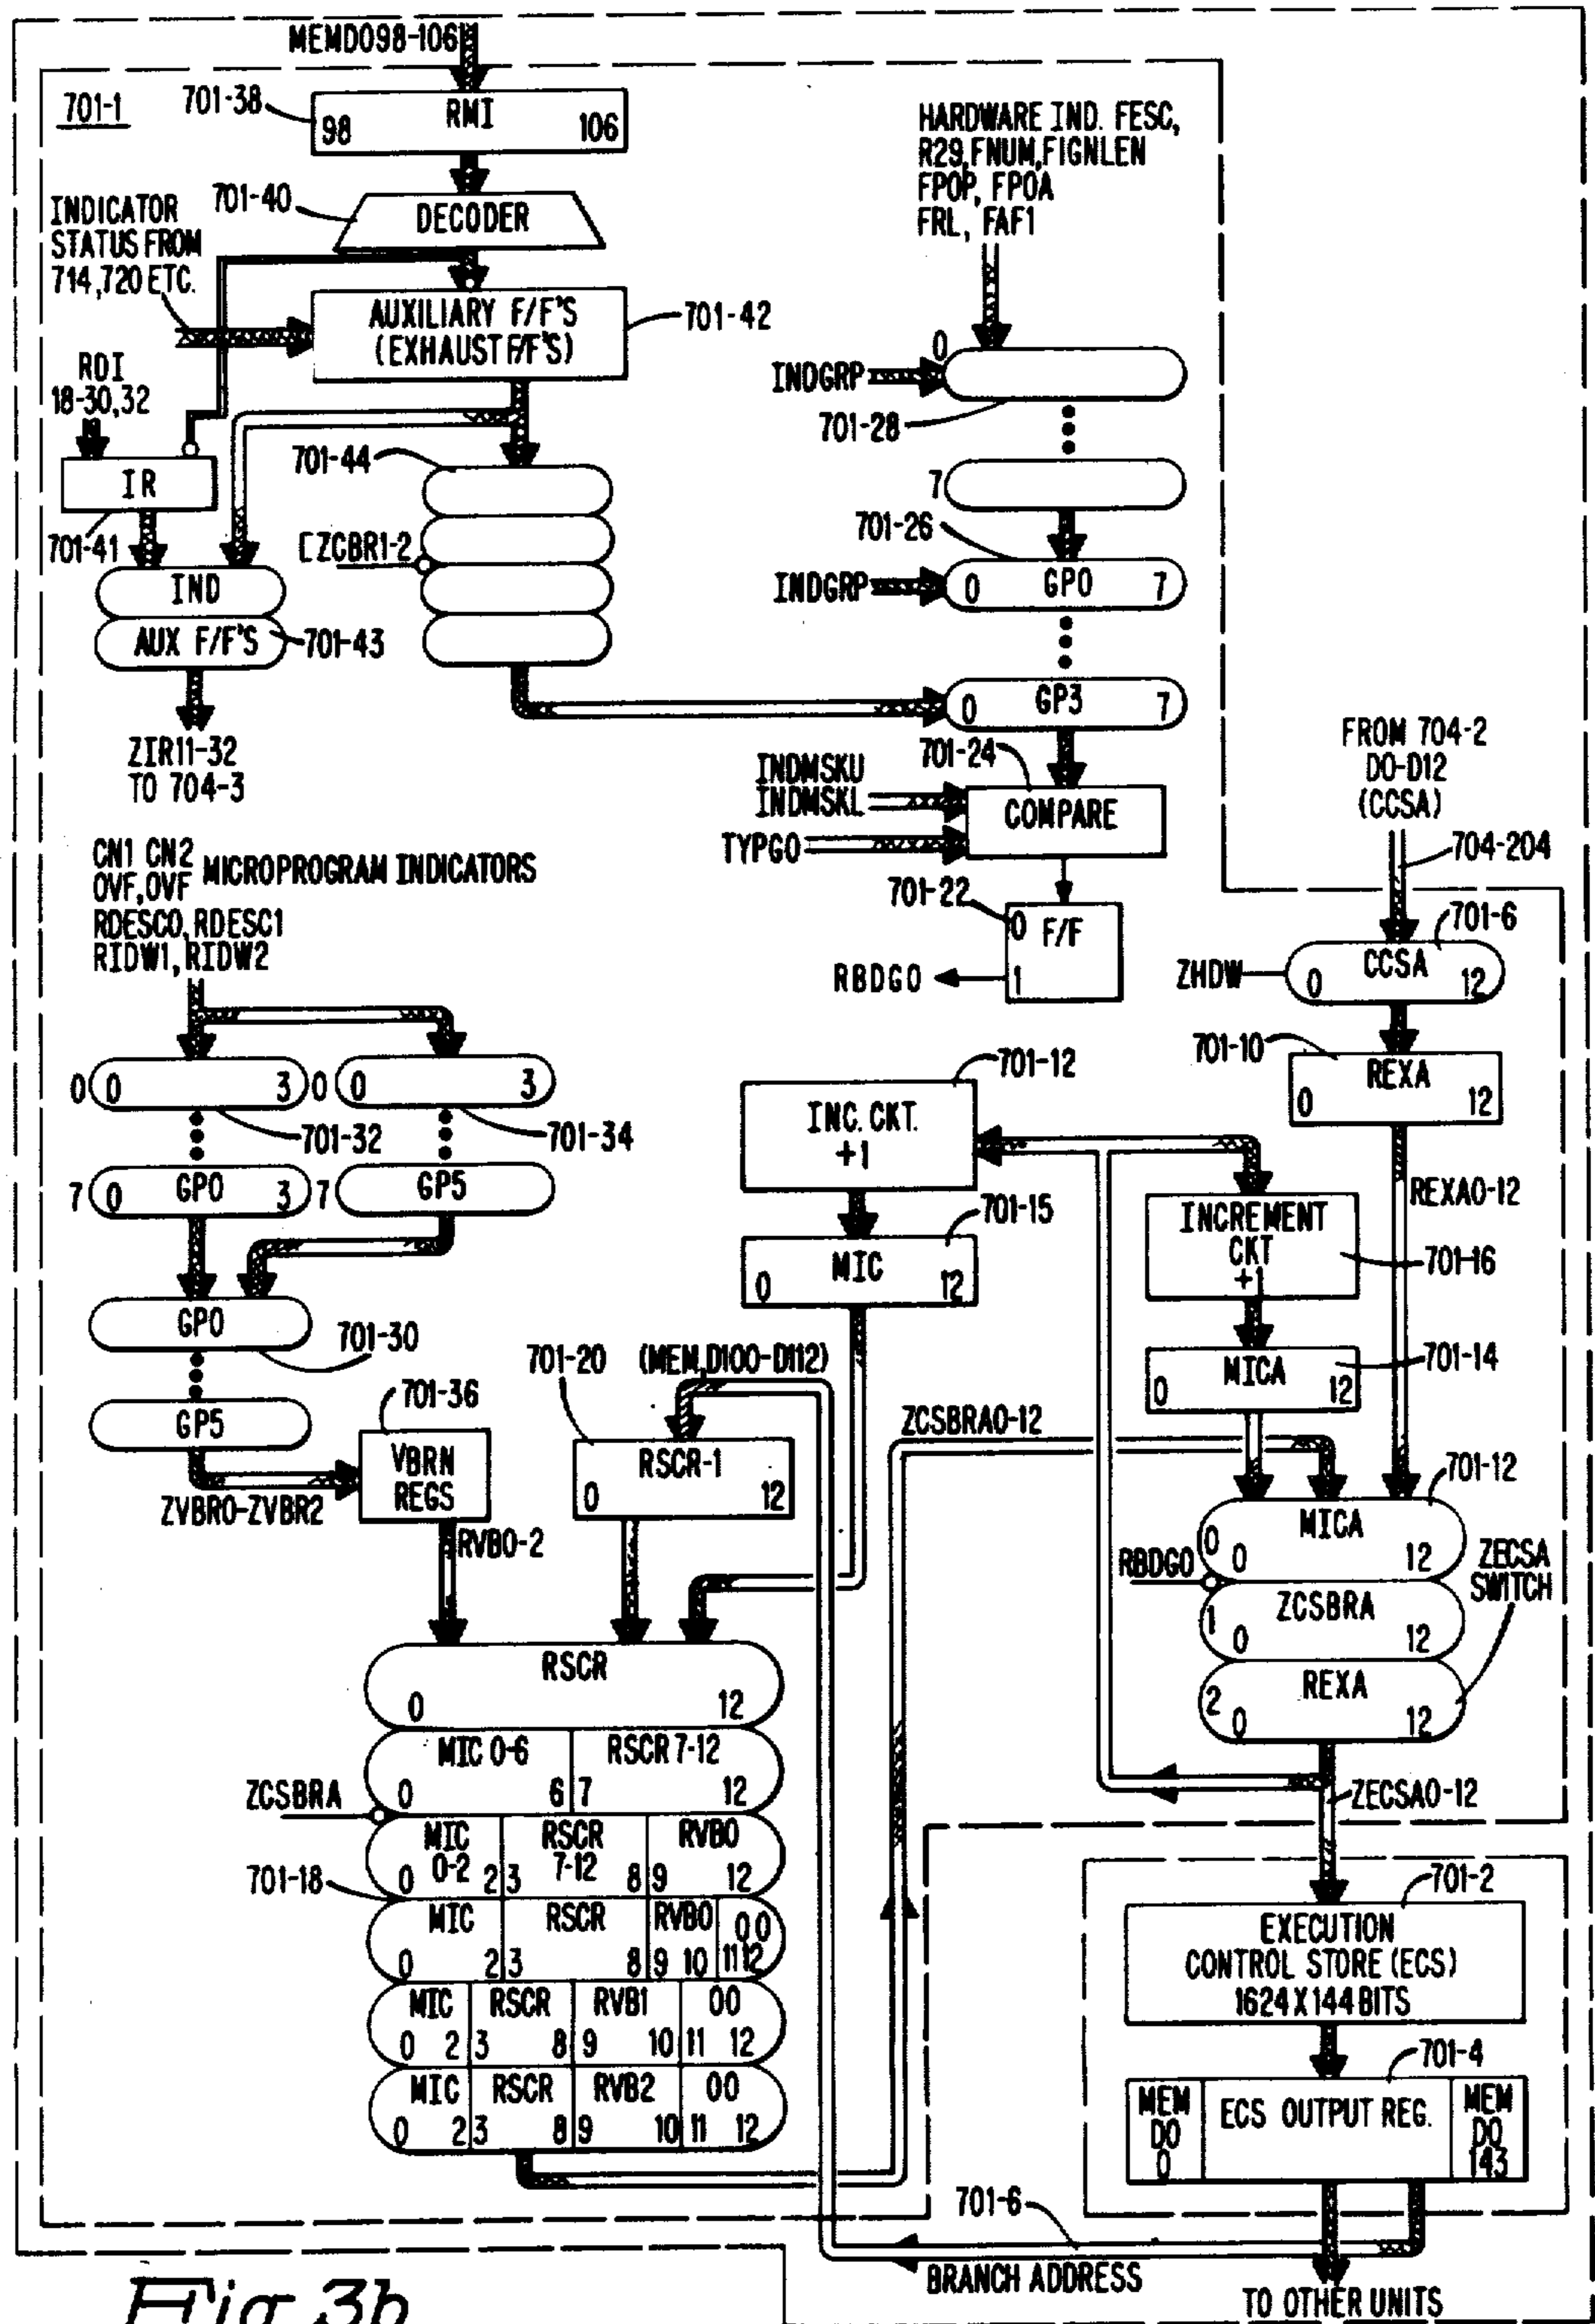 MEMD098-106
701-1
701-38
RMI
98
106
701-40
DECODER
INDICATOR
STATUS FROM
714,720 ETC.
AUXILIARY F/F'S
(EXHAUST F/F'S)
701-42
RDI
18-30,32
IR
701-41
701-44
[ZCBR1-2
IND
AUX F/F'S
701-43
ZIR11-32
TO 704-3
HARDWARE IND. FESC,
R29,FNUM,FIGNLEN
FPOP, FPOA
FRL, FAF1
0
INDGRP
701-28
7
701-26
INDGRP
0 GP0 7
0 GP3 7
701-24
INDMSKU
INDMSKL
TYPGO
COMPARE
701-22
0 F/F
1
RBDGO
FROM 704-2
DO-D12
(CCSA)
704-204
701-6
ZHDW
CCSA
0 12
701-10
REXA
0 12
REXA0-12
CN1 CN2
OVF,OVF
MICROPROGRAM INDICATORS
RDESC0,RDESC1
RIDW1,RIDW2
0 0 3
0 0 3
701-32
701-34
7 0 GP0 3
7 GP5
GP0
701-30
GP5
ZVBR0-ZVBR2
701-36
VBRN
REGS
RVB0-2
701-12
INC. CKT.
+1
701-15
MIC
0 12
INCREMENT
CKT
+1
701-16
MICA
0 12
701-14
701-20
(MEM,D100-D112)
RSCR-1
0 12
ZCSBRA0-12
701-12
MICA
0 0 12
RBDGO
ZECSA
SWITCH
ZCSBRA
1 0 12
REXA
2 0 12
ZECSA0-12
RSCR
0 12
MIC 0-6 RSCR 7-12
0 6 7 12
ZCSBRA
MIC RSCR RVB0
0-2 7-12
0 2 3 8 9 12
701-18
MIC RSCR RVB0 00
0 2 3 8 9 10 11 12
MIC RSCR RVB1 00
0 2 3 8 9 10 11 12
MIC RSCR RVB2 00
0 2 3 8 9 10 11 12
701-2
EXECUTION
CONTROL STORE (ECS)
1624 X 144 BITS
701-4
MEM
DO
0
ECS OUTPUT REG.
MEM
DO
143
701-6
BRANCH ADDRESS
TO OTHER UNITS
Fig 3b